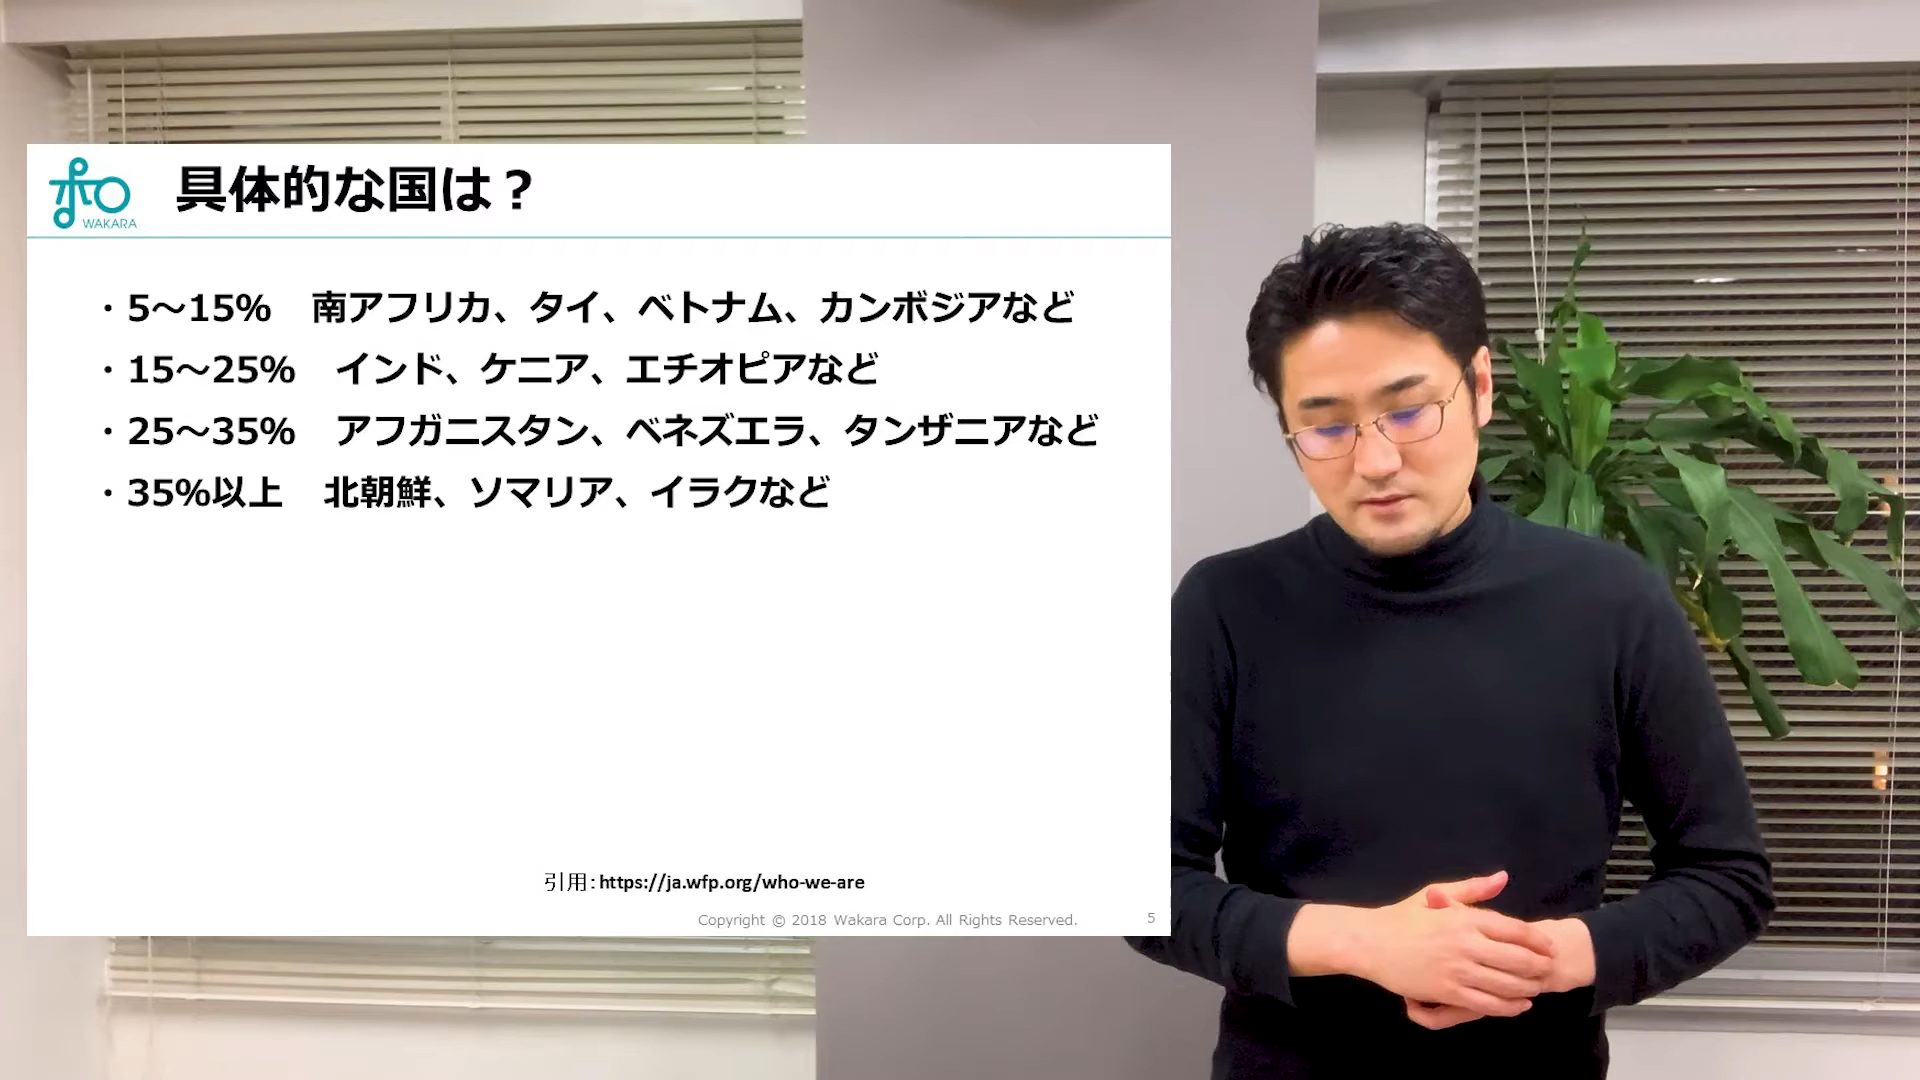 WAKARA
具体的な国は？
・5～15%　南アフリカ、タイ、ベトナム、カンボジアなど
・15～25%　インド、ケニア、エチオピアなど
・25～35%　アフガニスタン、ベネズエラ、タンザニアなど
・35%以上　北朝鮮、ソマリア、イラクなど
引用：https://ja.wfp.org/who-we-are
Copyright © 2018 Wakara Corp. All Rights Reserved.
5